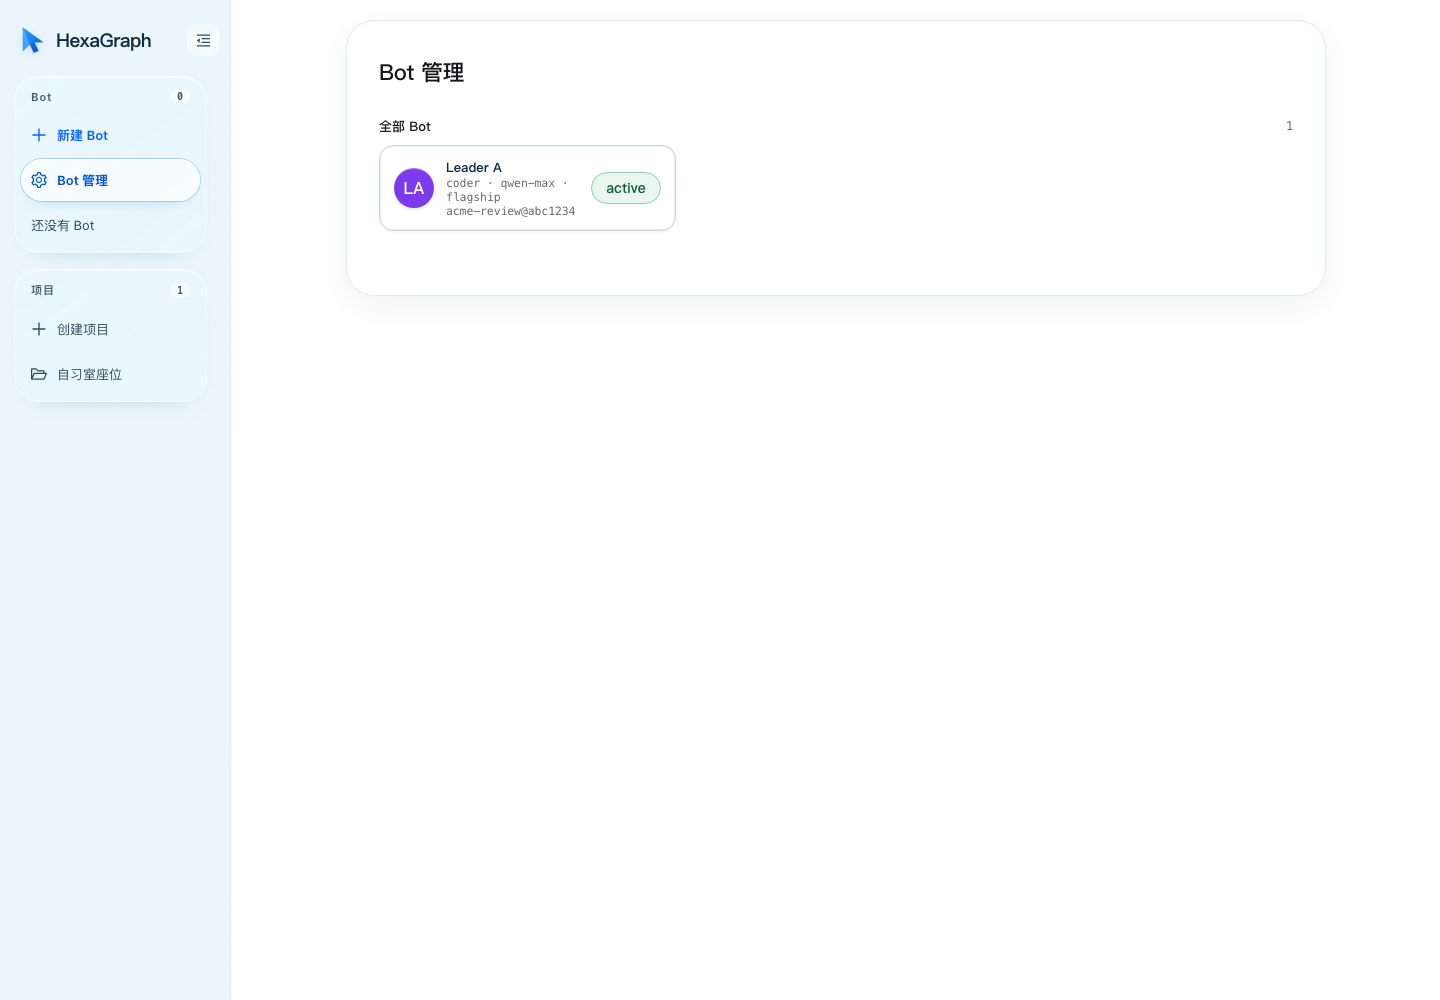 HexaGraph
Bot 0
新建 Bot
Bot 管理
还没有 Bot
项目 1
创建项目
自习室座位
Bot 管理
全部 Bot 1
LA
Leader A
coder · qwen-max ·
flagship
acme-review@abc1234
active